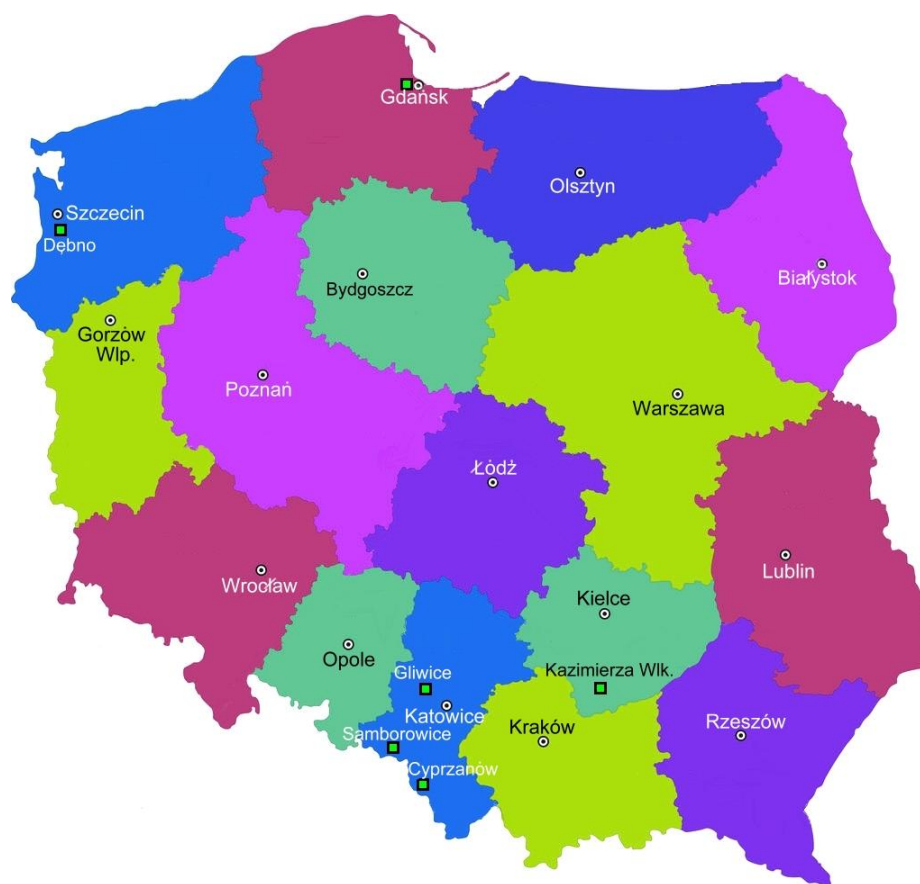 Gdańsk
Olsztyn
Szczecin
Dębno
Białystok
Bydgoszcz
Gorzów
Wlp.
Poznań
Warszawa
Łódż
Wrocław
Lublin
Kielce
Opole
Gliwice
Kazimierza Wlk.
Katowice
Samborowice
Kraków
Rzeszów
Cyprzanów